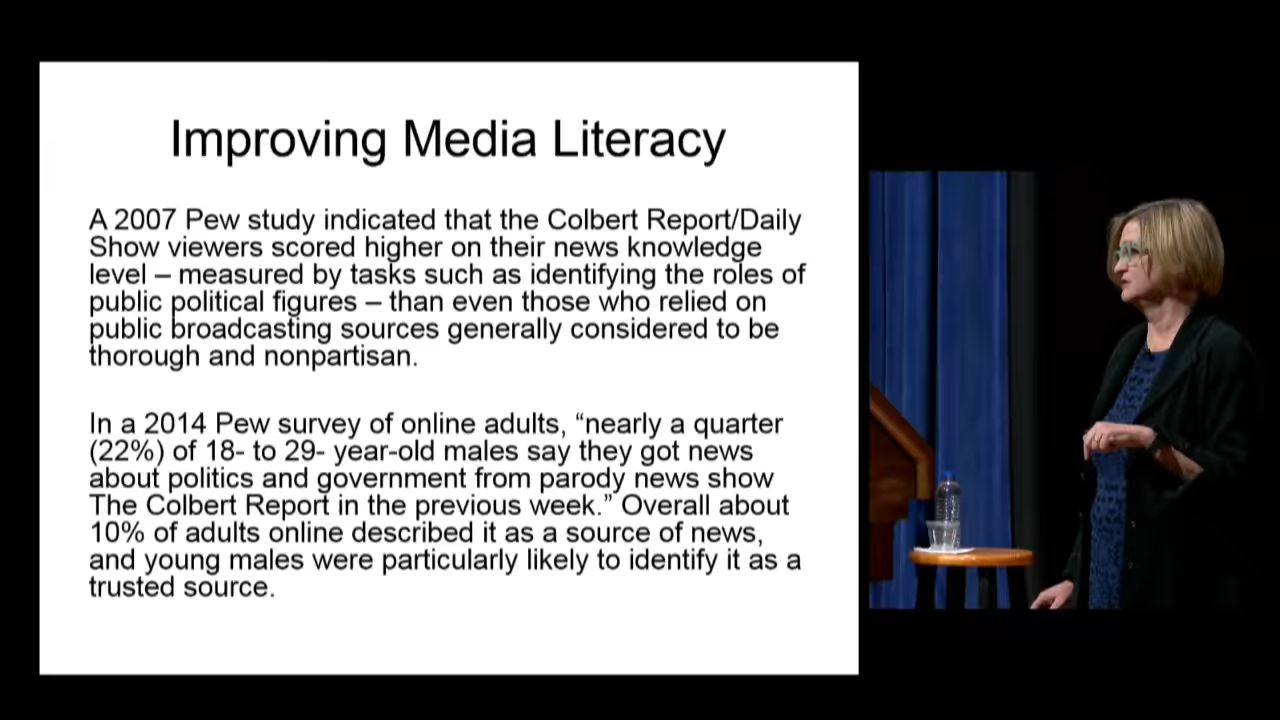 Improving Media Literacy
A 2007 Pew study indicated that the Colbert Report/Daily
Show viewers scored higher on their news knowledge
level – measured by tasks such as identifying the roles of
public political figures – than even those who relied on
public broadcasting sources generally considered to be
thorough and nonpartisan.
In a 2014 Pew survey of online adults, “nearly a quarter
(22%) of 18- to 29- year-old males say they got news
about politics and government from parody news show
The Colbert Report in the previous week.” Overall about
10% of adults online described it as a source of news,
and young males were particularly likely to identify it as a
trusted source.